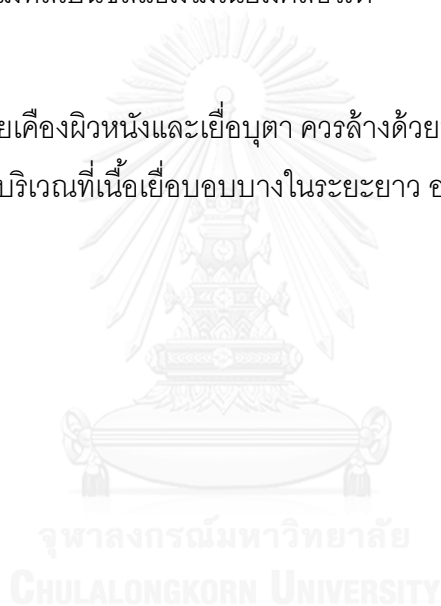 ยเคืองผิวหนังและเยื่อบุตา ควรล้างด้วย
บริเวณที่เนื้อเยื่อบอบบางในระยะยาว อ
จุฬาลงกรณ์มหาวิทยาลัย
CHULALONGKORN UNIVERSITY